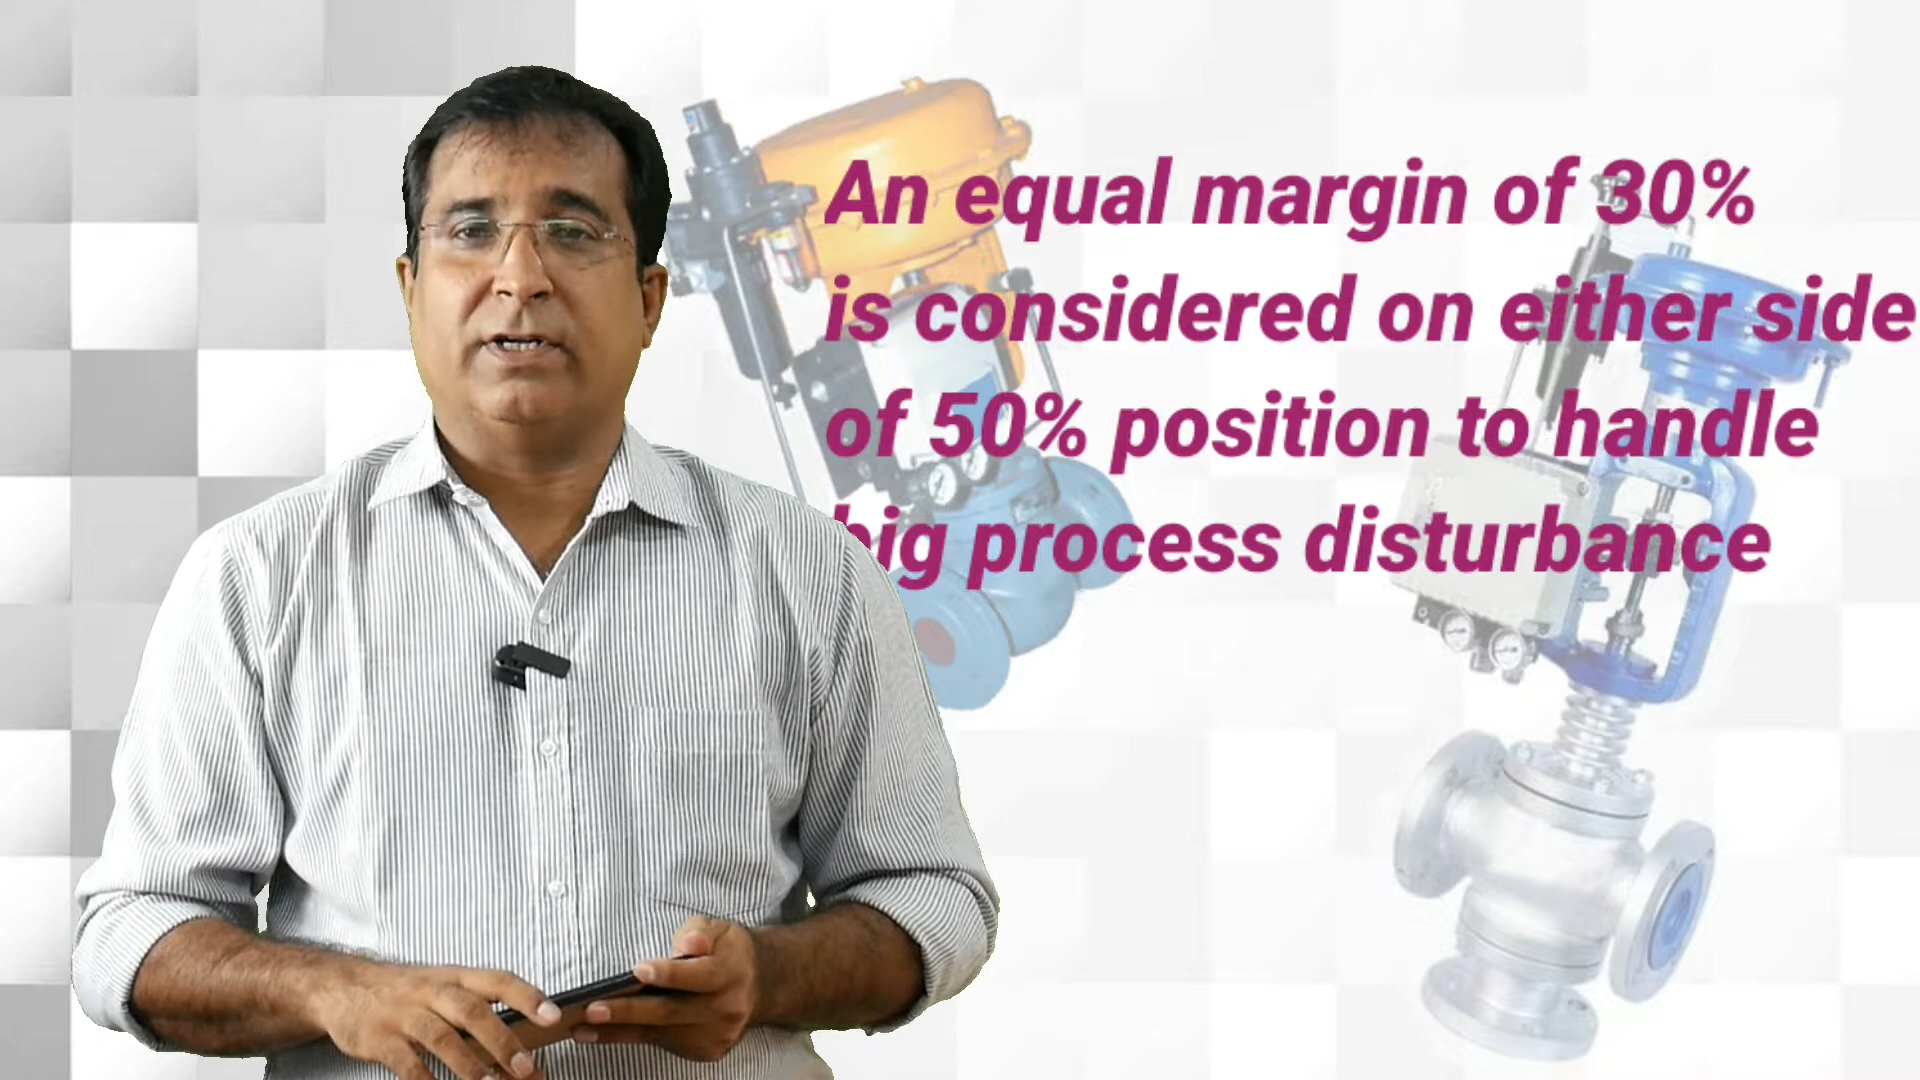 An equal margin of 30%
is considered on either side
of 50% position to handle
big process disturbance